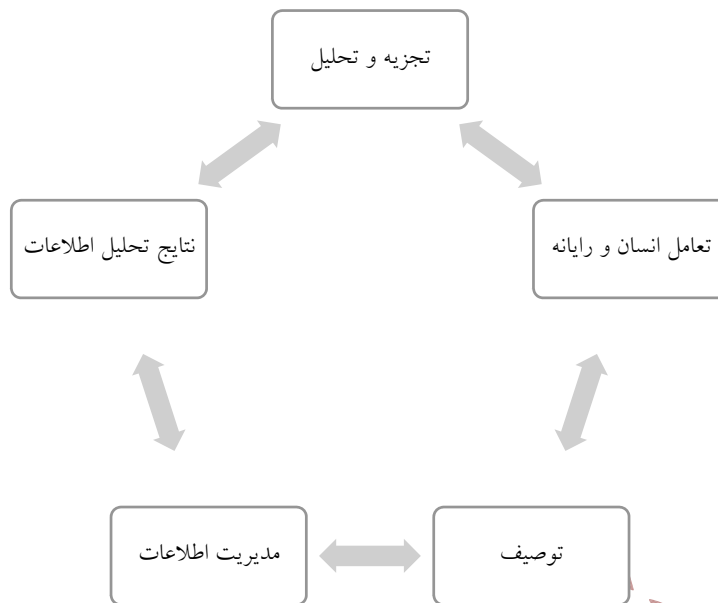 تجزیه و تحلیل
تعامل انسان و رایانه
نتایج تحلیل اطلاعات
توصیف
مدیریت اطلاعات